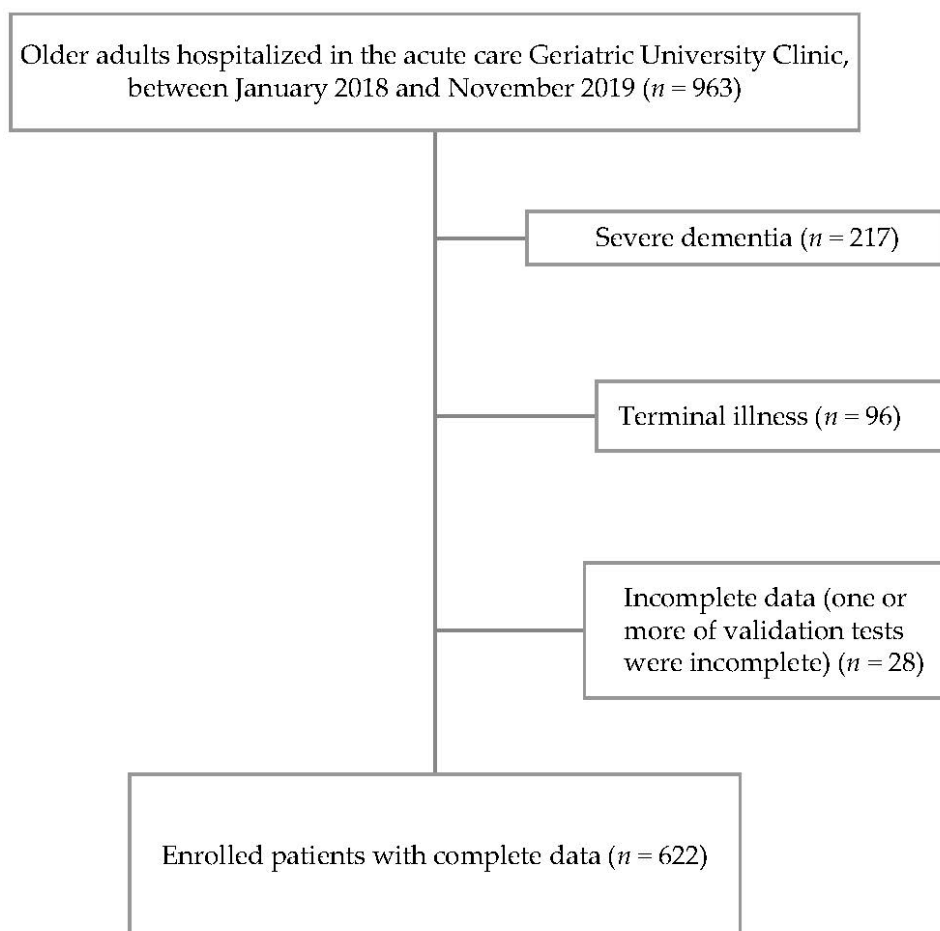 Older adults hospitalized in the acute care Geriatric University Clinic,
between January 2018 and November 2019 (n = 963)
Severe dementia (n = 217)
Terminal illness (n = 96)
Incomplete data (one or
more of validation tests
were incomplete) (n = 28)
Enrolled patients with complete data (n = 622)